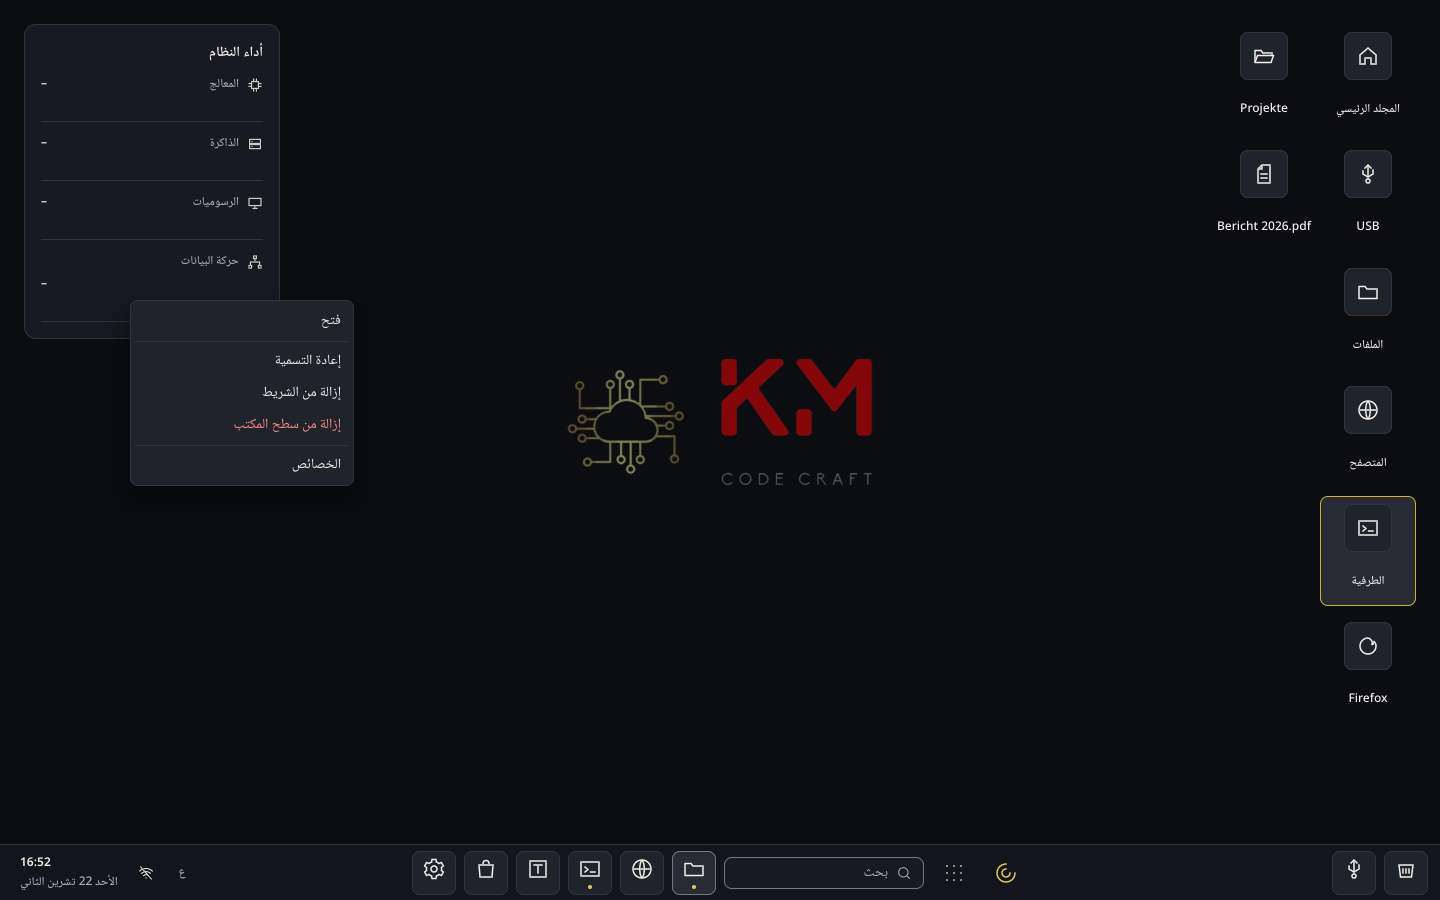 أداء النظام
المعالج
–
الذاكرة
–
الرسوميات
–
حركة البيانات
–
فتح
إعادة التسمية
إزالة من الشريط
إزالة من سطح المكتب
الخصائص
KM
CODE CRAFT
المجلد الرئيسي
Projekte
USB
Bericht 2026.pdf
الملفات
المتصفح
الطرفية
Firefox
بحث
ع
16:52
الأحد 22 تشرين الثاني